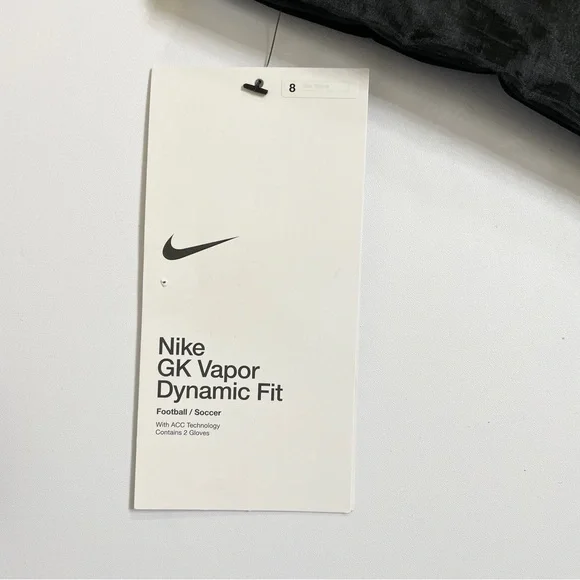 8
Nike
GK Vapor
Dynamic Fit
Football / Soccer
With ACC Technology
Contains 2 Gloves